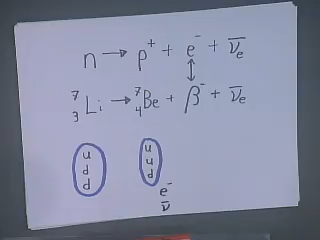 n → p⁺ + e⁻ + ν̅ₑ
⁷₃Li → ⁷₄Be + β⁻ + ν̅ₑ
u u
d u
d d
e⁻
ν̅